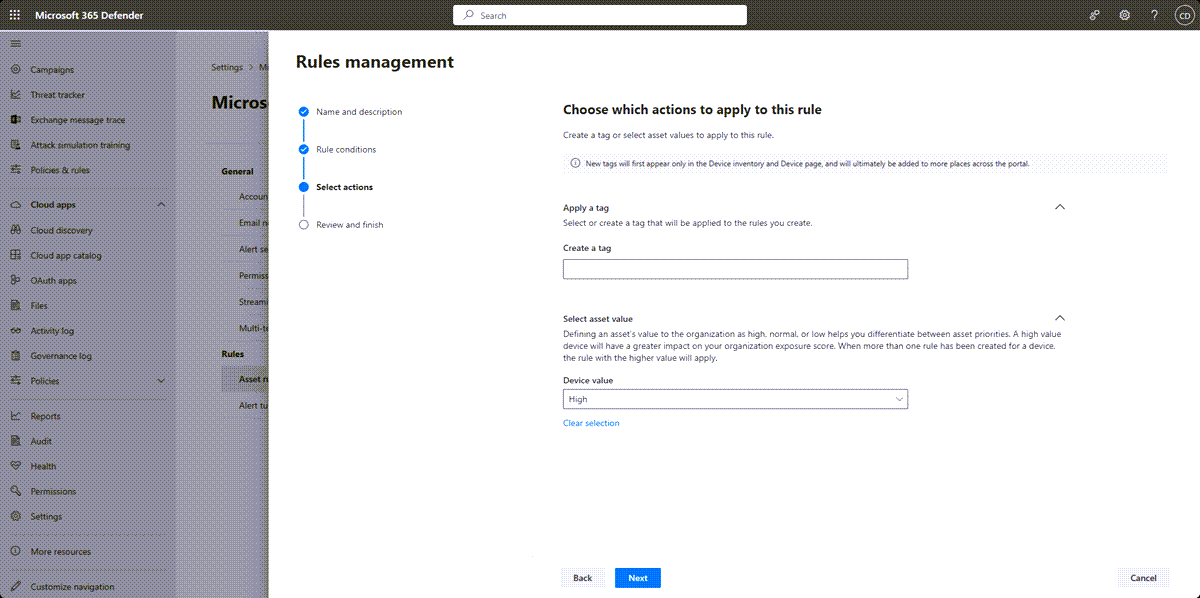 Microsoft 365 Defender
Search
CD
Campaigns
Threat tracker
Exchange message trace
Attack simulation training
Policies & rules
Cloud apps
Cloud discovery
Cloud app catalog
OAuth apps
Files
Activity log
Governance log
Policies
Reports
Audit
Health
Permissions
Settings
More resources
Customize navigation
Settings > Mi
Micros
General
Accoun
Email n
Alert se
Permiss
Streami
Multi-te
Rules
Asset r
Alert tu
Rules management
Name and description
Rule conditions
Select actions
Review and finish
Choose which actions to apply to this rule
Create a tag or select asset values to apply to this rule.
New tags will first appear only in the Device inventory and Device page, and will ultimately be added to more places across the portal.
Apply a tag
Select or create a tag that will be applied to the rules you create.
Create a tag
Select asset value
Defining an asset's value to the organization as high, normal, or low helps you differentiate between asset priorities. A high value
device will have a greater impact on your organization exposure score. When more than one rule has been created for a device,
the rule with the higher value will apply.
Device value
High
Clear selection
Back
Next
Cancel